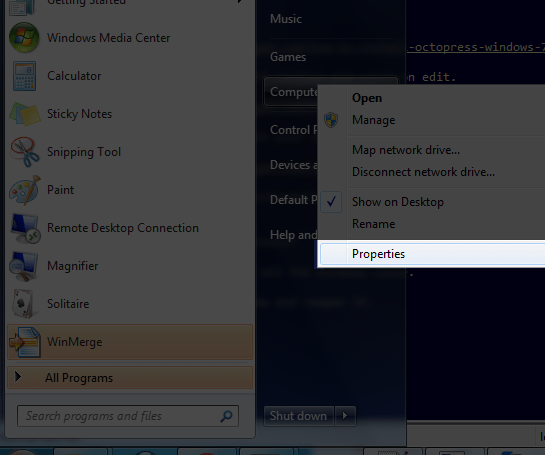 Getting Started
Windows Media Center
Calculator
Sticky Notes
Snipping Tool
Paint
Remote Desktop Connection
Magnifier
Solitaire
WinMerge
All Programs
Search programs and files
Music
Games
Compute
Control P
Devices a
Default P
Help and
Shut down
-octopress-windows-7
edit.
Open
Manage
Map network drive...
Disconnect network drive...
Show on Desktop
Rename
Properties